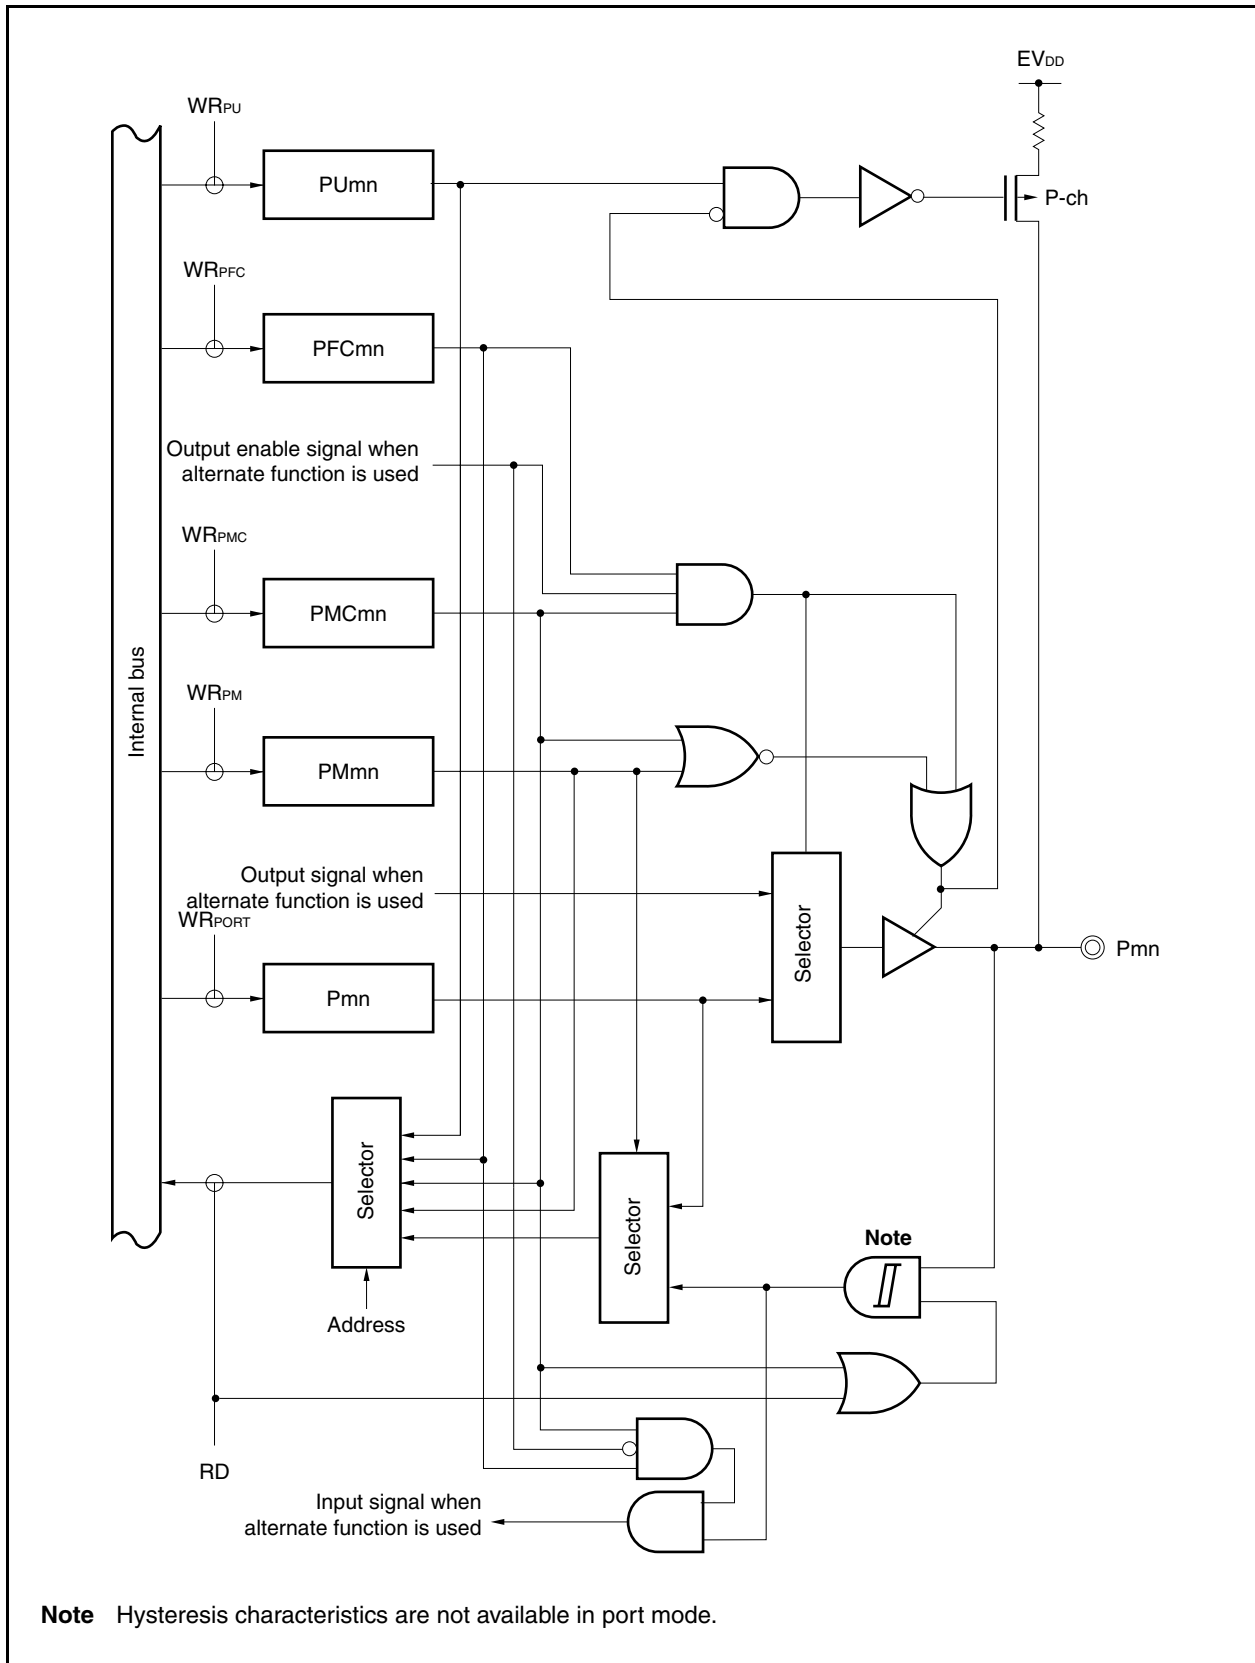 EVDD
WRPU
PUmn
P-ch
WRPFC
PFCmn
Output enable signal when
alternate function is used
WRPMC
PMCmn
Internal bus
WRPM
PMmn
Output signal when
alternate function is used
WRPORT
Selector
Pmn
Pmn
Selector
Selector
Note
Address
RD
Input signal when
alternate function is used
Note Hysteresis characteristics are not available in port mode.